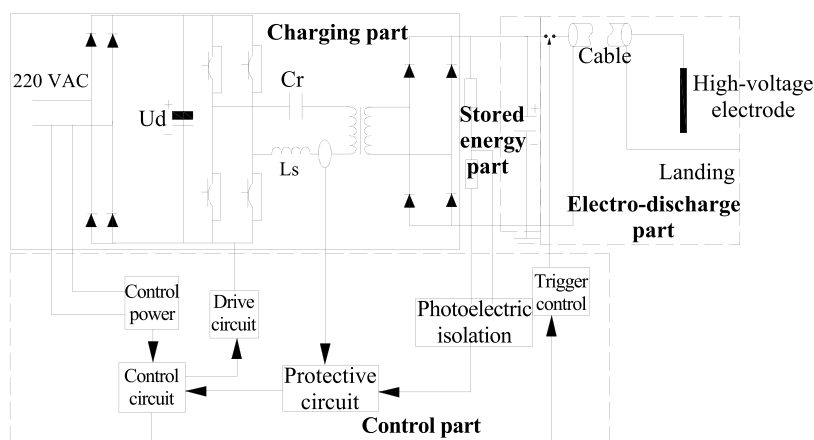 Charging part
220 VAC
Ud
+
−
Cr
Ls
Stored
energy
part
+
Cable
High-voltage
electrode
Landing
Electro-discharge
part
Control
power
Drive
circuit
Photoelectric
isolation
Trigger
control
Control
circuit
Protective
circuit
Control part